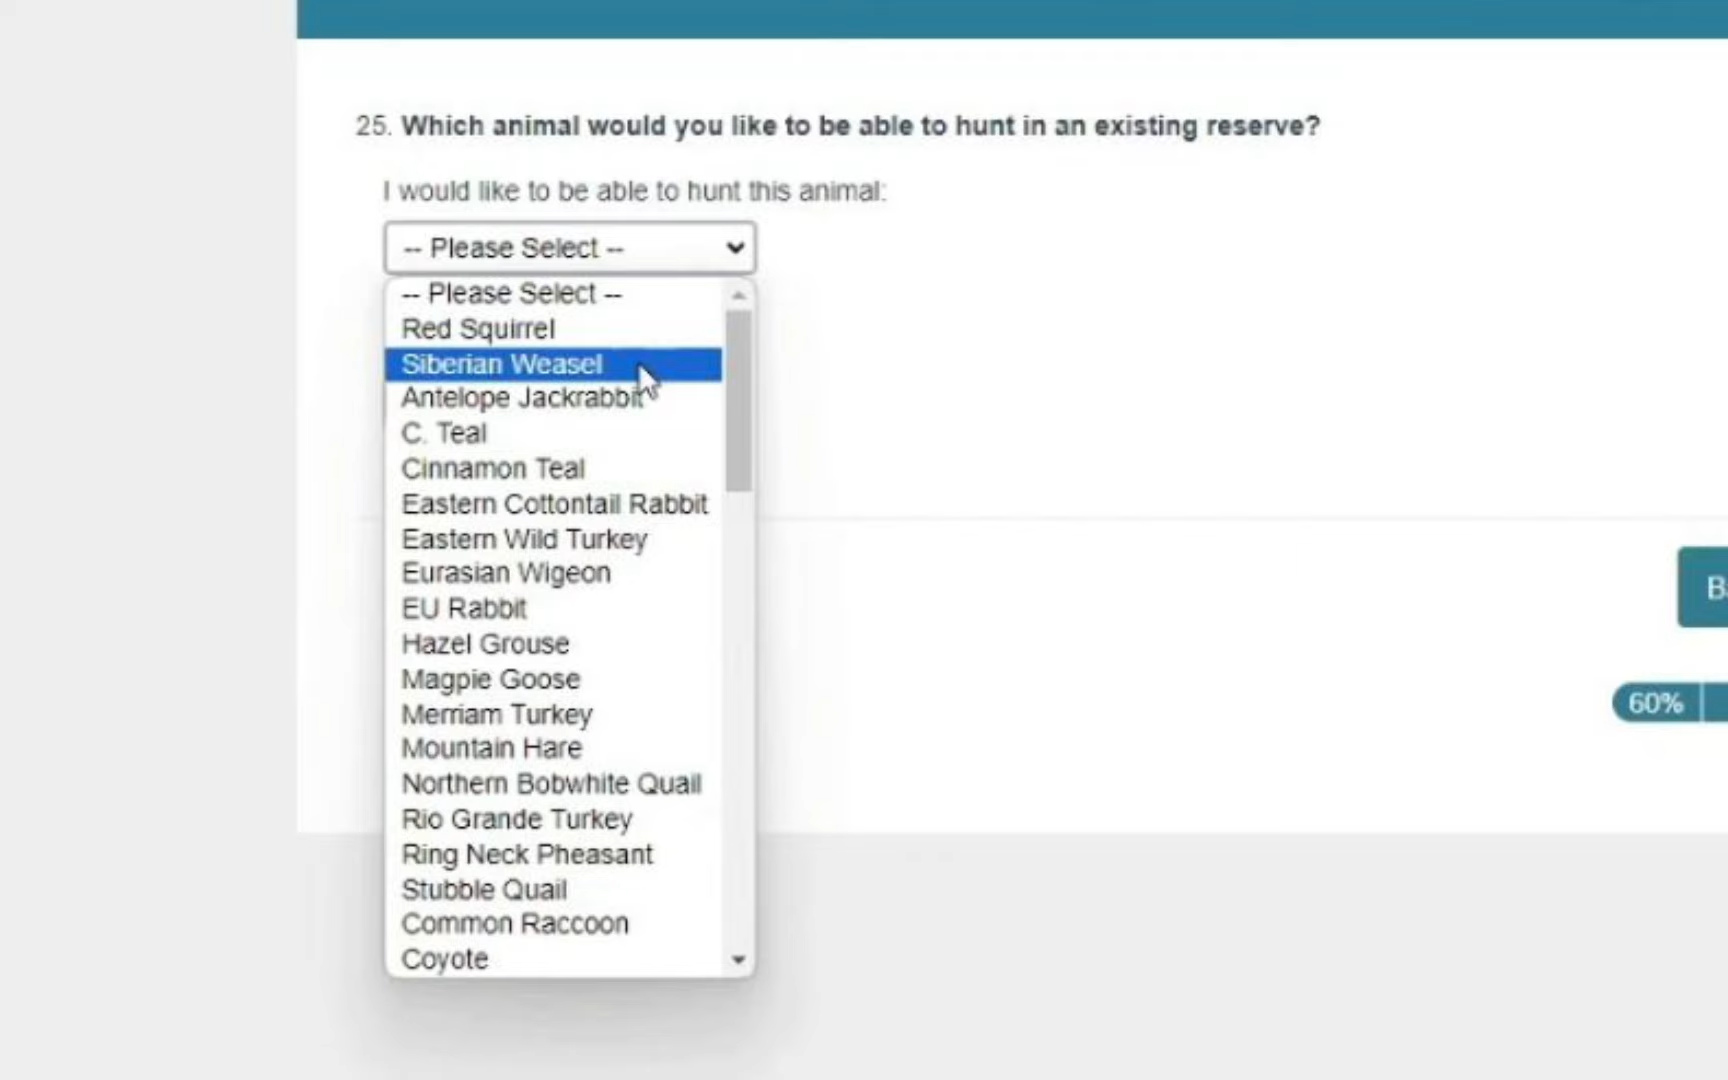 25. Which animal would you like to be able to hunt in an existing reserve?
I would like to be able to hunt this animal:
-- Please Select --
-- Please Select --
Red Squirrel
Siberian Weasel
Antelope Jackrabbit
C. Teal
Cinnamon Teal
Eastern Cottontail Rabbit
Eastern Wild Turkey
Eurasian Wigeon
EU Rabbit
Hazel Grouse
Magpie Goose
Merriam Turkey
Mountain Hare
Northern Bobwhite Quail
Rio Grande Turkey
Ring Neck Pheasant
Stubble Quail
Common Raccoon
Coyote
60%